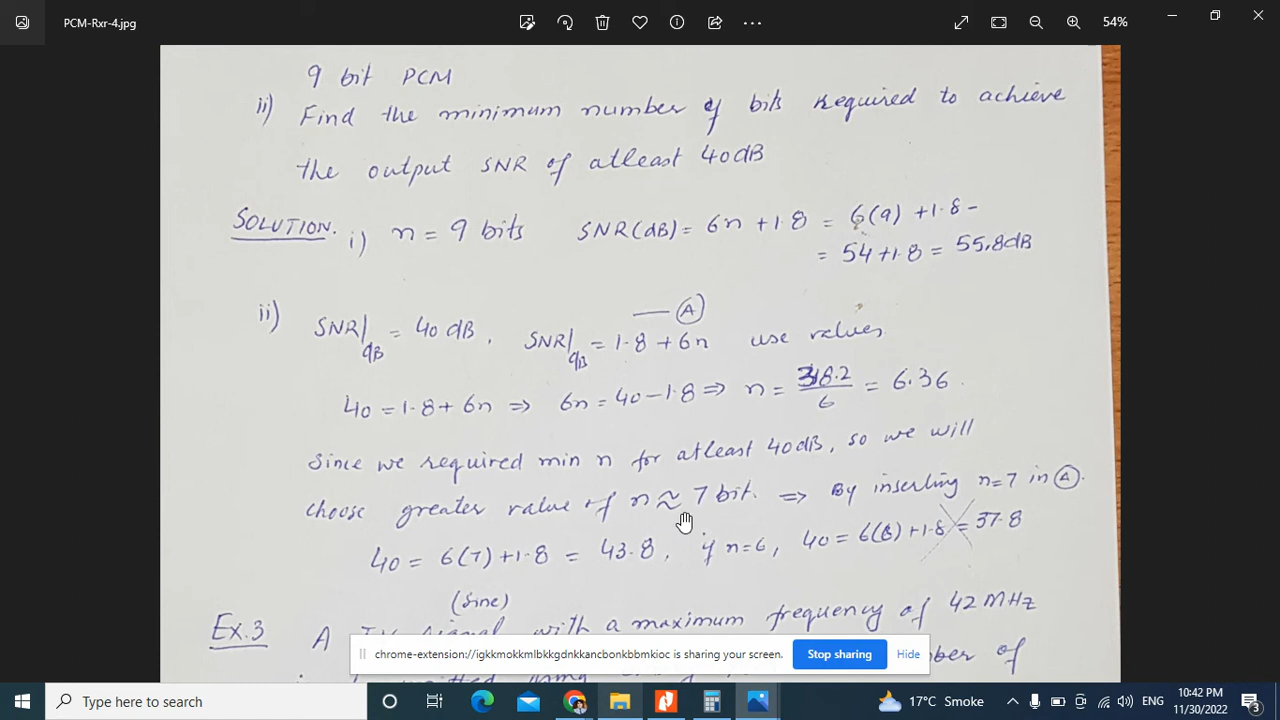 PCM-Rxr-4.jpg
54%
9 bit PCM
ii) Find the minimum number of bits required to achieve
the output SNR of atleast 40dB
SOLUTION. i) n = 9 bits SNR(dB) = 6n + 1.8 = 6(9) + 1.8 -
= 54 + 1.8 = 55.8dB
— A
ii) SNR|dB = 40 dB, SNR|dB = 1.8 + 6n use values
40 = 1.8 + 6n ⇒ 6n = 40 - 1.8 ⇒ n = 38.2/6 = 6.36
Since we required min n for atleast 40dB, so we will
choose greater value of n ≈ 7 bit. ⇒ By inserting n=7 in A.
40 = 6(7) + 1.8 = 43.8, if n=6, 40 = 6(6) + 1.8 = 37.8
(Sine)
Ex.3 A TV signal with a maximum frequency of 42 MHz
chrome-extension://igkkmokkmlbkkgdnkkancbonkbbmkioc is sharing your screen. Stop sharing Hide
of
using
Type here to search
17°C Smoke
ENG
10:42 PM
11/30/2022
3